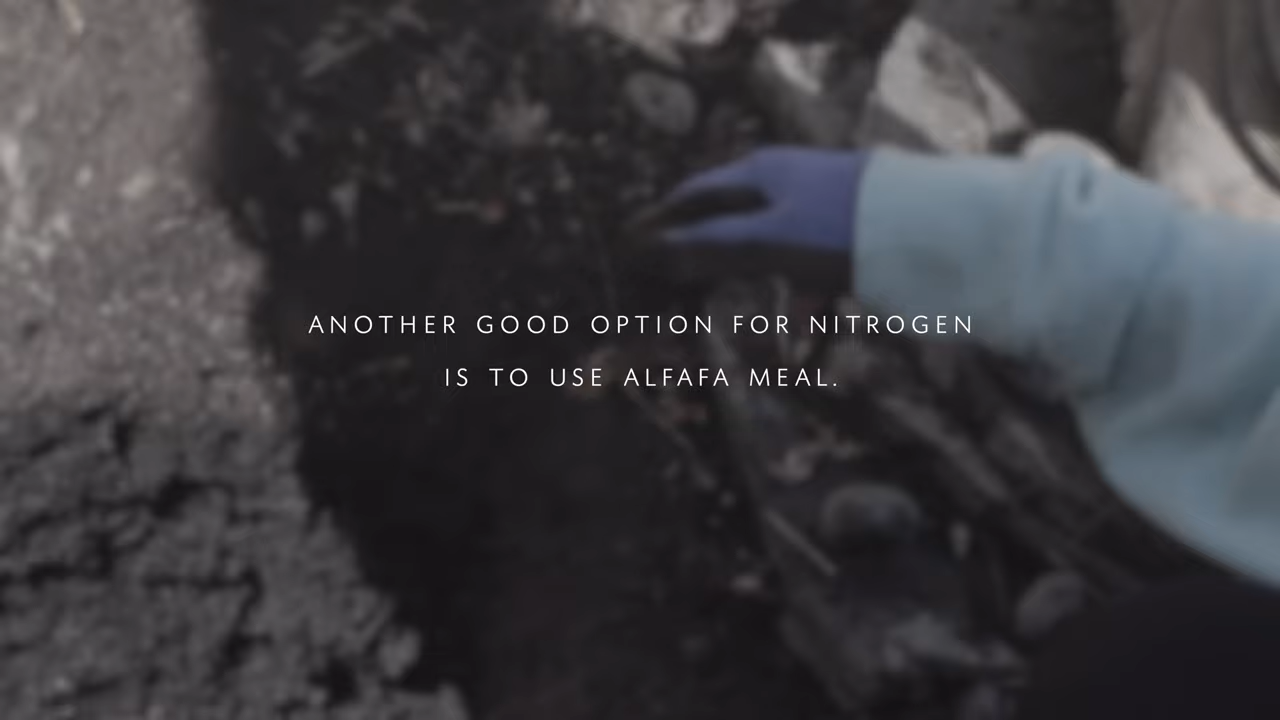 ANOTHER GOOD OPTION FOR NITROGEN
IS TO USE ALFAFA MEAL.